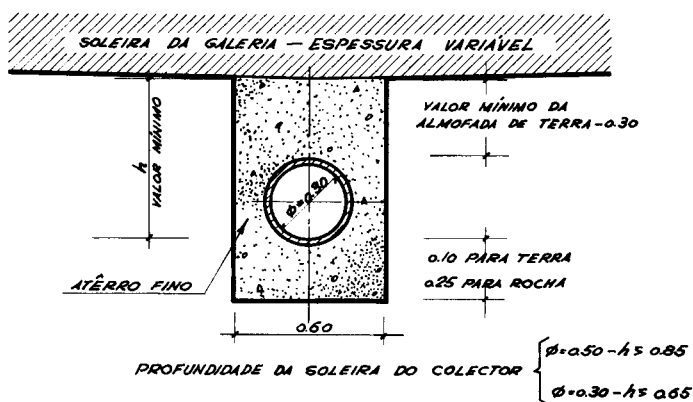 SOLEIRA DA GALERIA — ESPESSURA VARIÁVEL
h
VALOR MÍNIMO
VALOR MÍNIMO DA
ALMOFADA DE TERRA - 0.30
Ø=0.30
0.10 PARA TERRA
0.25 PARA ROCHA
ATÊRRO FINO
0.60
PROFUNDIDADE DA SOLEIRA DO COLECTOR
Ø=0.50 - h≤ 0.85
Ø=0.30 - h≤ 0.65